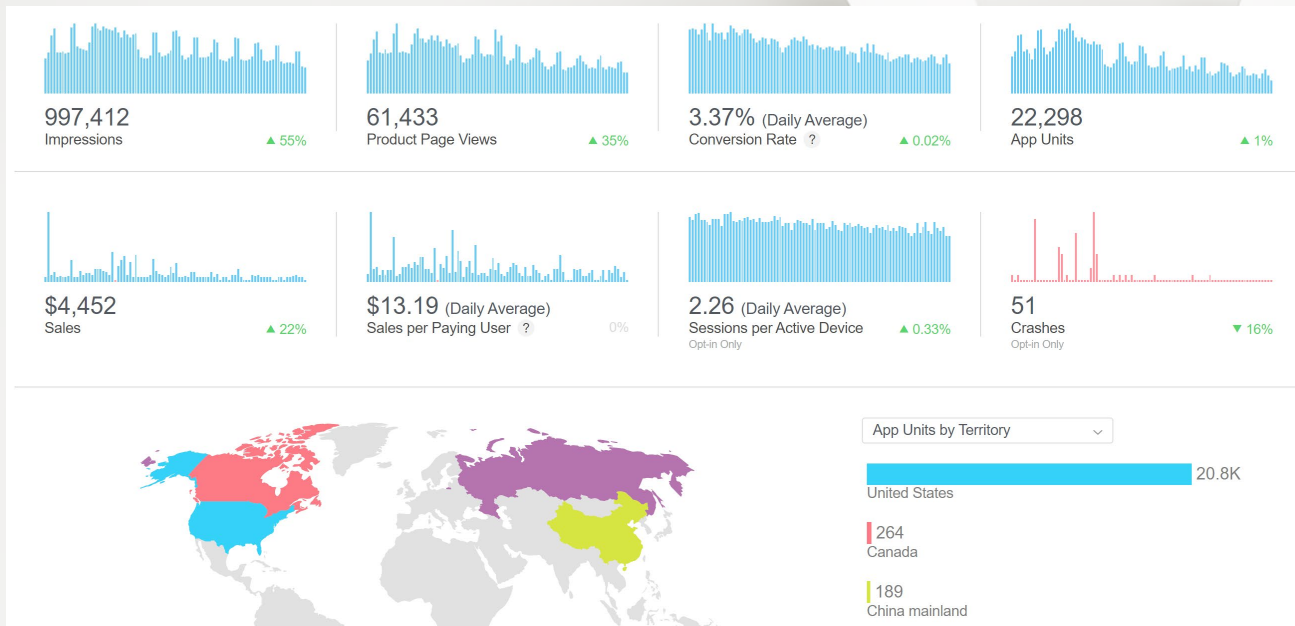 997,412
Impressions
▲ 55%
61,433
Product Page Views
▲ 35%
3.37% (Daily Average)
Conversion Rate ?
▲ 0.02%
22,298
App Units
▲ 1%
$4,452
Sales
▲ 22%
$13.19 (Daily Average)
Sales per Paying User ?
0%
2.26 (Daily Average)
Sessions per Active Device
▲ 0.33%
Opt-in Only
51
Crashes
▼ 16%
Opt-in Only
App Units by Territory
20.8K
United States
264
Canada
189
China mainland